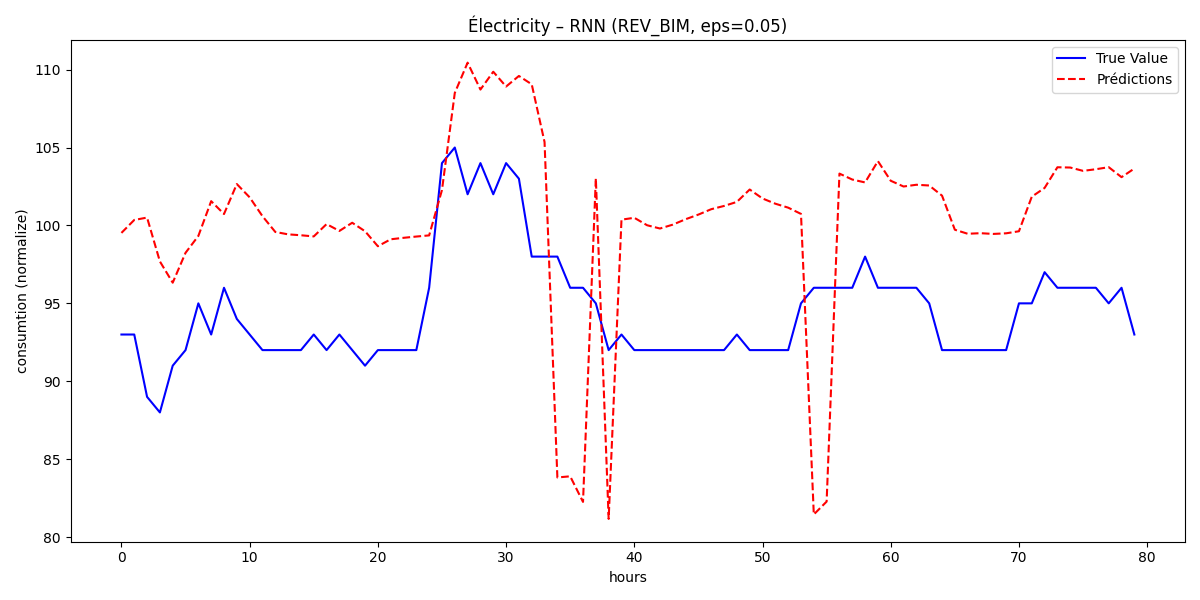 Électricity – RNN (REV_BIM, eps=0.05)
True Value
Prédictions
consumtion (normalize)
110
105
100
95
90
85
80
0 10 20 30 40 50 60 70 80
hours